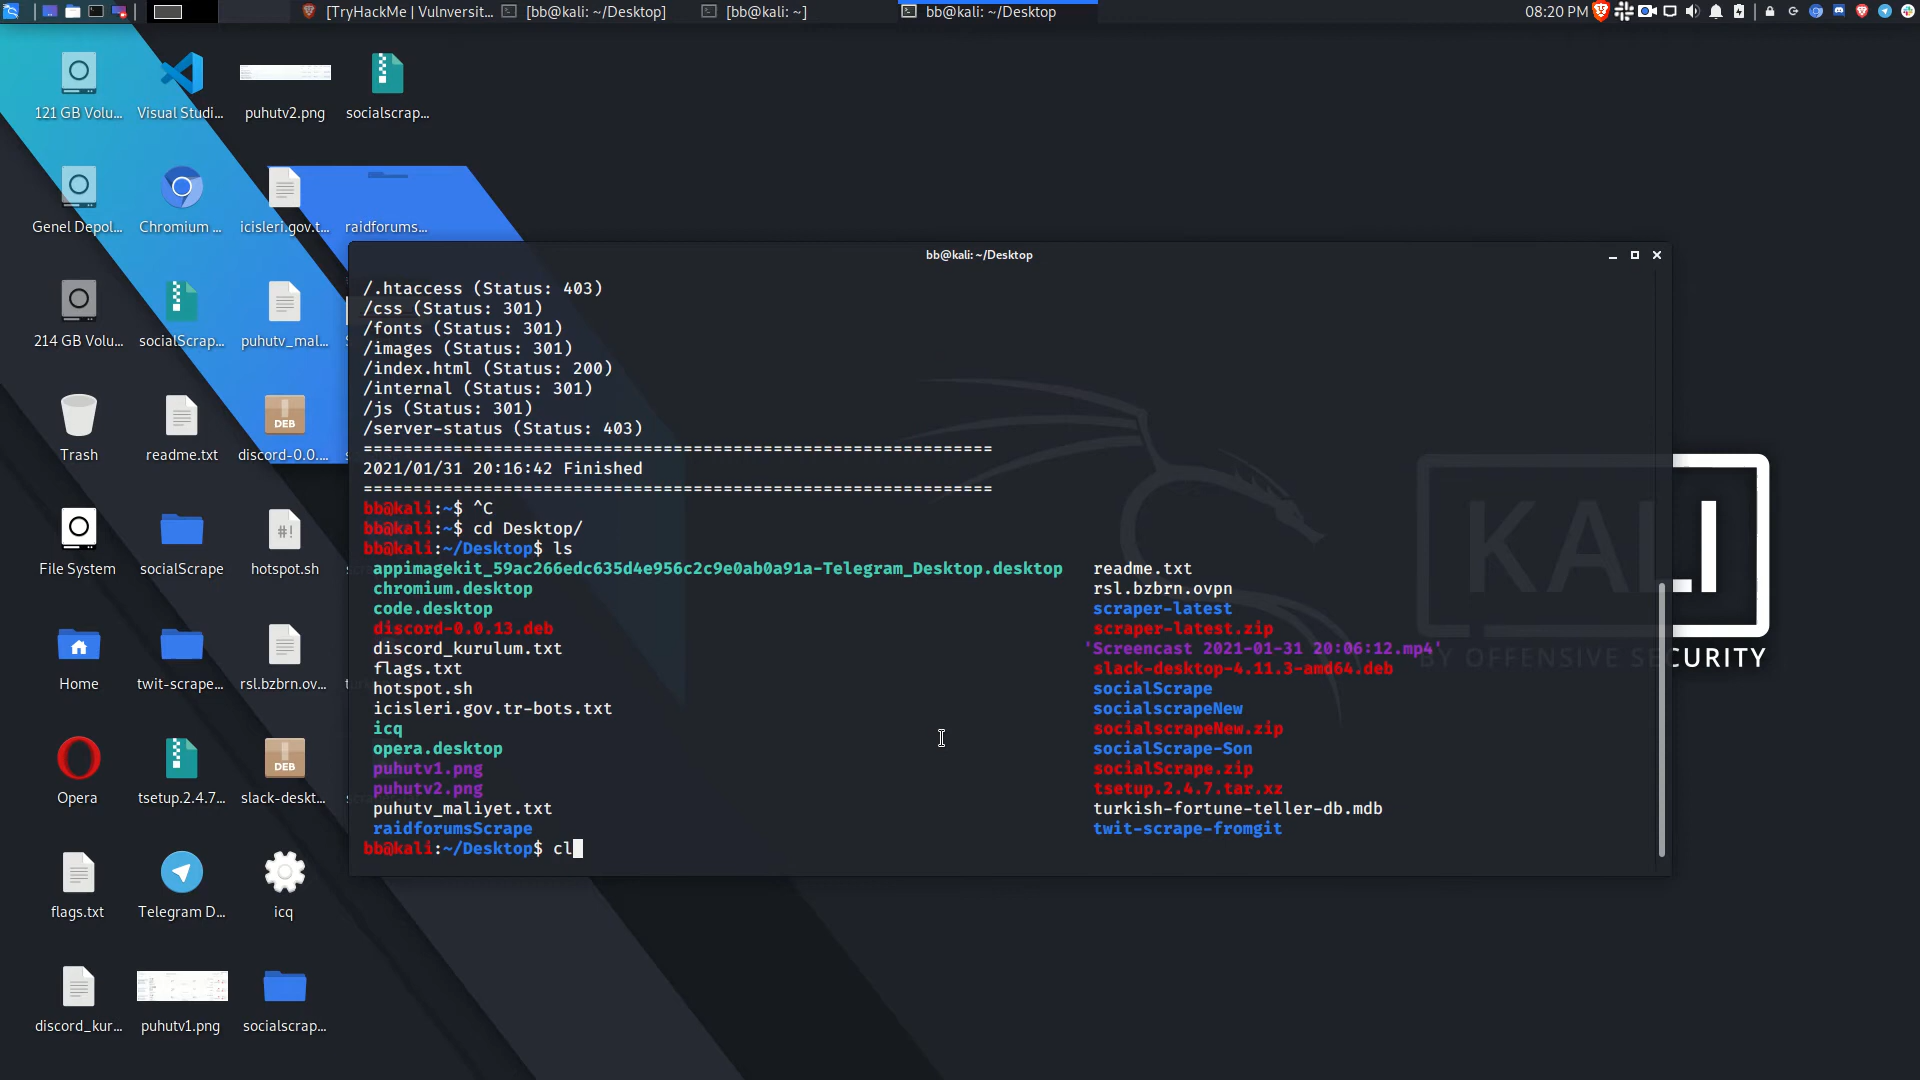 [TryHackMe | Vulnversit...
[bb@kali: ~/Desktop]
[bb@kali: ~]
bb@kali: ~/Desktop
08:20 PM
121 GB Volu...
Visual Studi...
puhutv2.png
socialscrap...
Genel Depol...
Chromium ...
icisleri.gov.t...
raidforums...
214 GB Volu...
socialScrap...
puhutv_mal...
Trash
readme.txt
DEB
discord-0.0....
File System
socialScrape
#!
hotspot.sh
Home
twit-scrape...
rsl.bzbrn.ov...
Opera
tsetup.2.4.7...
DEB
slack-deskt...
flags.txt
Telegram D...
icq
discord_kur...
puhutv1.png
socialscrap...
bb@kali: ~/Desktop
/.htaccess (Status: 403)
/css (Status: 301)
/fonts (Status: 301)
/images (Status: 301)
/index.html (Status: 200)
/internal (Status: 301)
/js (Status: 301)
/server-status (Status: 403)
===============================================================
2021/01/31 20:16:42 Finished
===============================================================
bb@kali:~$ ^C
bb@kali:~$ cd Desktop/
bb@kali:~/Desktop$ ls
appimagekit_59ac266edc635d4e956c2c9e0ab0a91a-Telegram_Desktop.desktop readme.txt
chromium.desktop rsl.bzbrn.ovpn
code.desktop scraper-latest
discord-0.0.13.deb scraper-latest.zip
discord_kurulum.txt 'Screencast 2021-01-31 20:06:12.mp4'
flags.txt slack-desktop-4.11.3-amd64.deb
hotspot.sh socialScrape
icisleri.gov.tr-bots.txt socialscrapeNew
icq socialscrapeNew.zip
opera.desktop socialScrape-Son
puhutv1.png socialScrape.zip
puhutv2.png tsetup.2.4.7.tar.xz
puhutv_maliyet.txt turkish-fortune-teller-db.mdb
raidforumsScrape twit-scrape-fromgit
bb@kali:~/Desktop$ cl
KALI
BY OFFENSIVE SECURITY